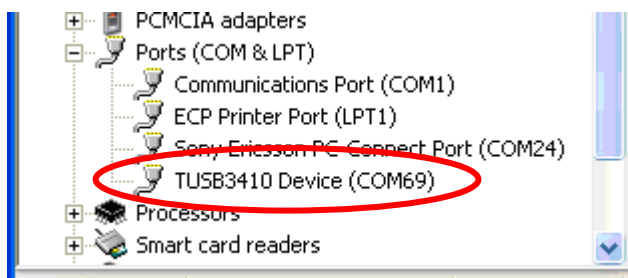 PCMCIA adapters
Ports (COM & LPT)
Communications Port (COM1)
ECP Printer Port (LPT1)
Sony Ericsson PC-Connect Port (COM24)
TUSB3410 Device (COM69)
Processors
Smart card readers